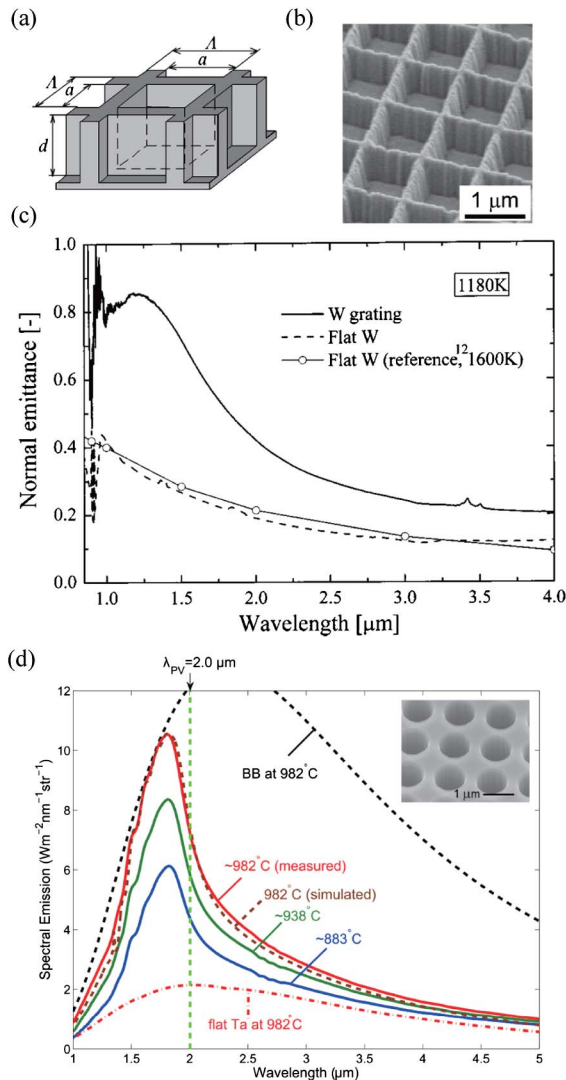 (a)
Λ
a
Λ
a
d
(b)
1 μm
(c)
1.0
0.8
0.6
0.4
0.2
0.0
Normal emittance [-]
1180K
W grating
Flat W
Flat W (reference,¹² 1600K)
1.0
1.5
2.0
2.5
3.0
3.5
4.0
Wavelength [μm]
(d)
λPV=2.0 μm
12
10
8
6
4
2
0
Spectral Emission (Wm⁻²nm⁻¹str⁻¹)
BB at 982°C
1 μm
~982°C (measured)
982°C (simulated)
~938°C
~883°C
flat Ta at 982°C
1
1.5
2
2.5
3
3.5
4
4.5
5
Wavelength (μm)